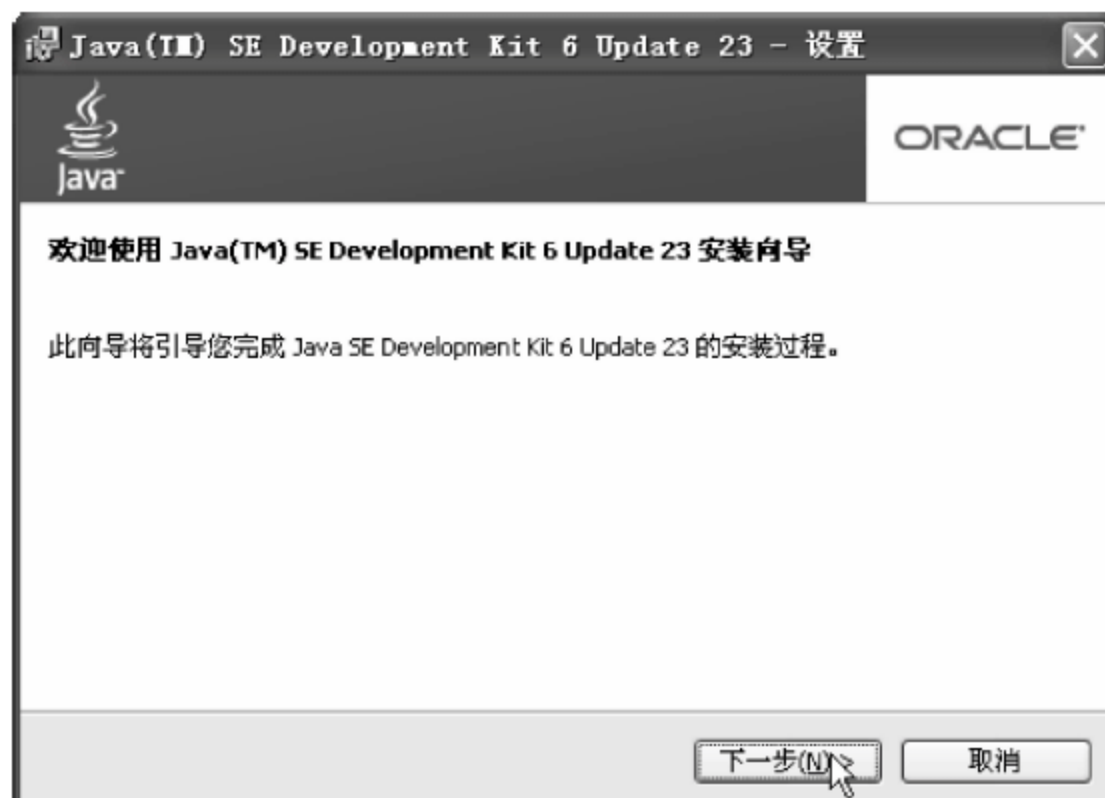 Java(TM) SE Development Kit 6 Update 23 - 设置
Java™
ORACLE®
欢迎使用 Java(TM) SE Development Kit 6 Update 23 安装向导
此向导将引导您完成 Java SE Development Kit 6 Update 23 的安装过程。
下一步(N) >
取消